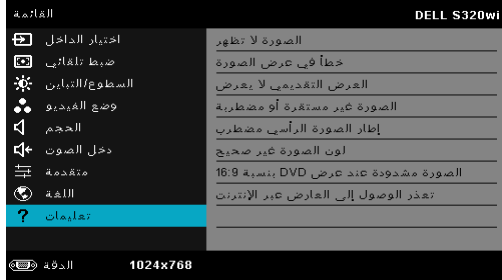 القائمة
DELL S320wi
اختيار الداخل
ضبط تلقائي
السطوع/التباين
وضع الفيديو
الحجم
دخل الصوت
متقدمة
اللغة
تعليمات
الصورة لا تظهر
خطأ في عرض الصورة
العرض التقديمي لا يعرض
الصورة غير مستقرة أو مضطربة
إطار الصورة الرأسي مضطرب
لون الصورة غير صحيح
الصورة مشدودة عند عرض DVD بنسبة 16:9
تعذر الوصول إلى العارض عبر الإنترنت
الدقة 1024x768